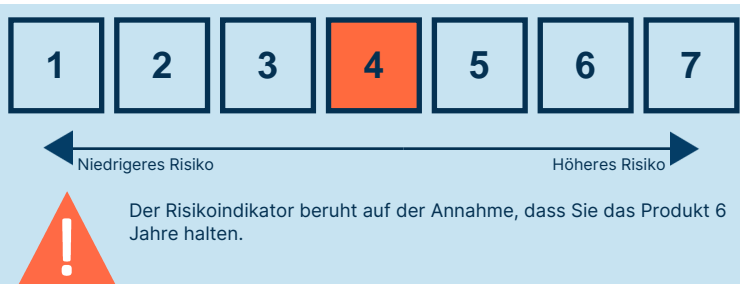 1 2 3 4 5 6 7
Niedrigeres Risiko Höheres Risiko
Der Risikoindikator beruht auf der Annahme, dass Sie das Produkt 6
Jahre halten.
!